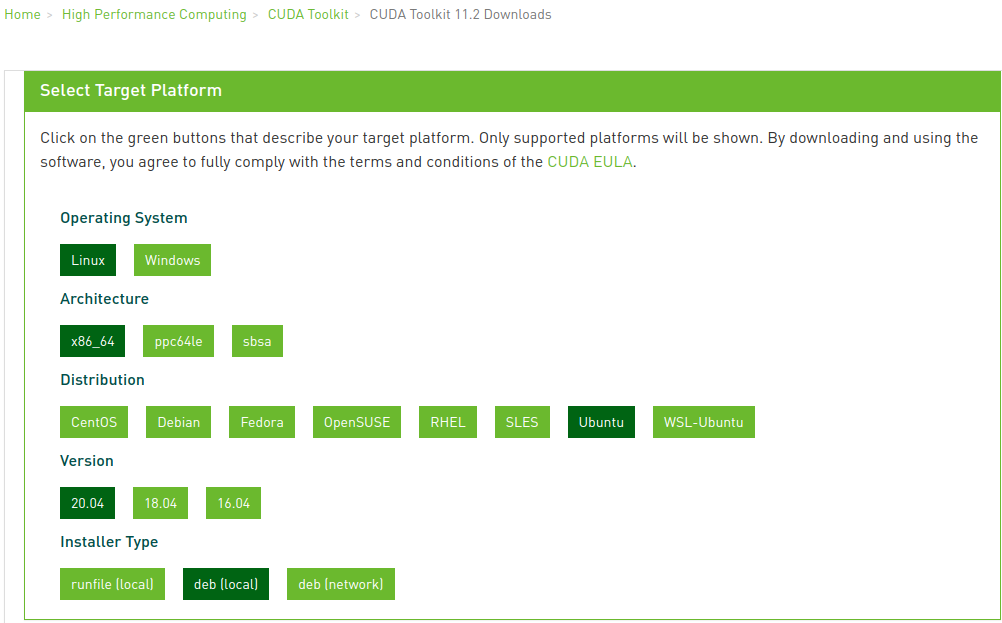 Home > High Performance Computing > CUDA Toolkit > CUDA Toolkit 11.2 Downloads
Select Target Platform
Click on the green buttons that describe your target platform. Only supported platforms will be shown. By downloading and using the
software, you agree to fully comply with the terms and conditions of the CUDA EULA.
Operating System
Linux Windows
Architecture
x86_64 ppc64le sbsa
Distribution
CentOS Debian Fedora OpenSUSE RHEL SLES Ubuntu WSL-Ubuntu
Version
20.04 18.04 16.04
Installer Type
runfile (local) deb (local) deb (network)